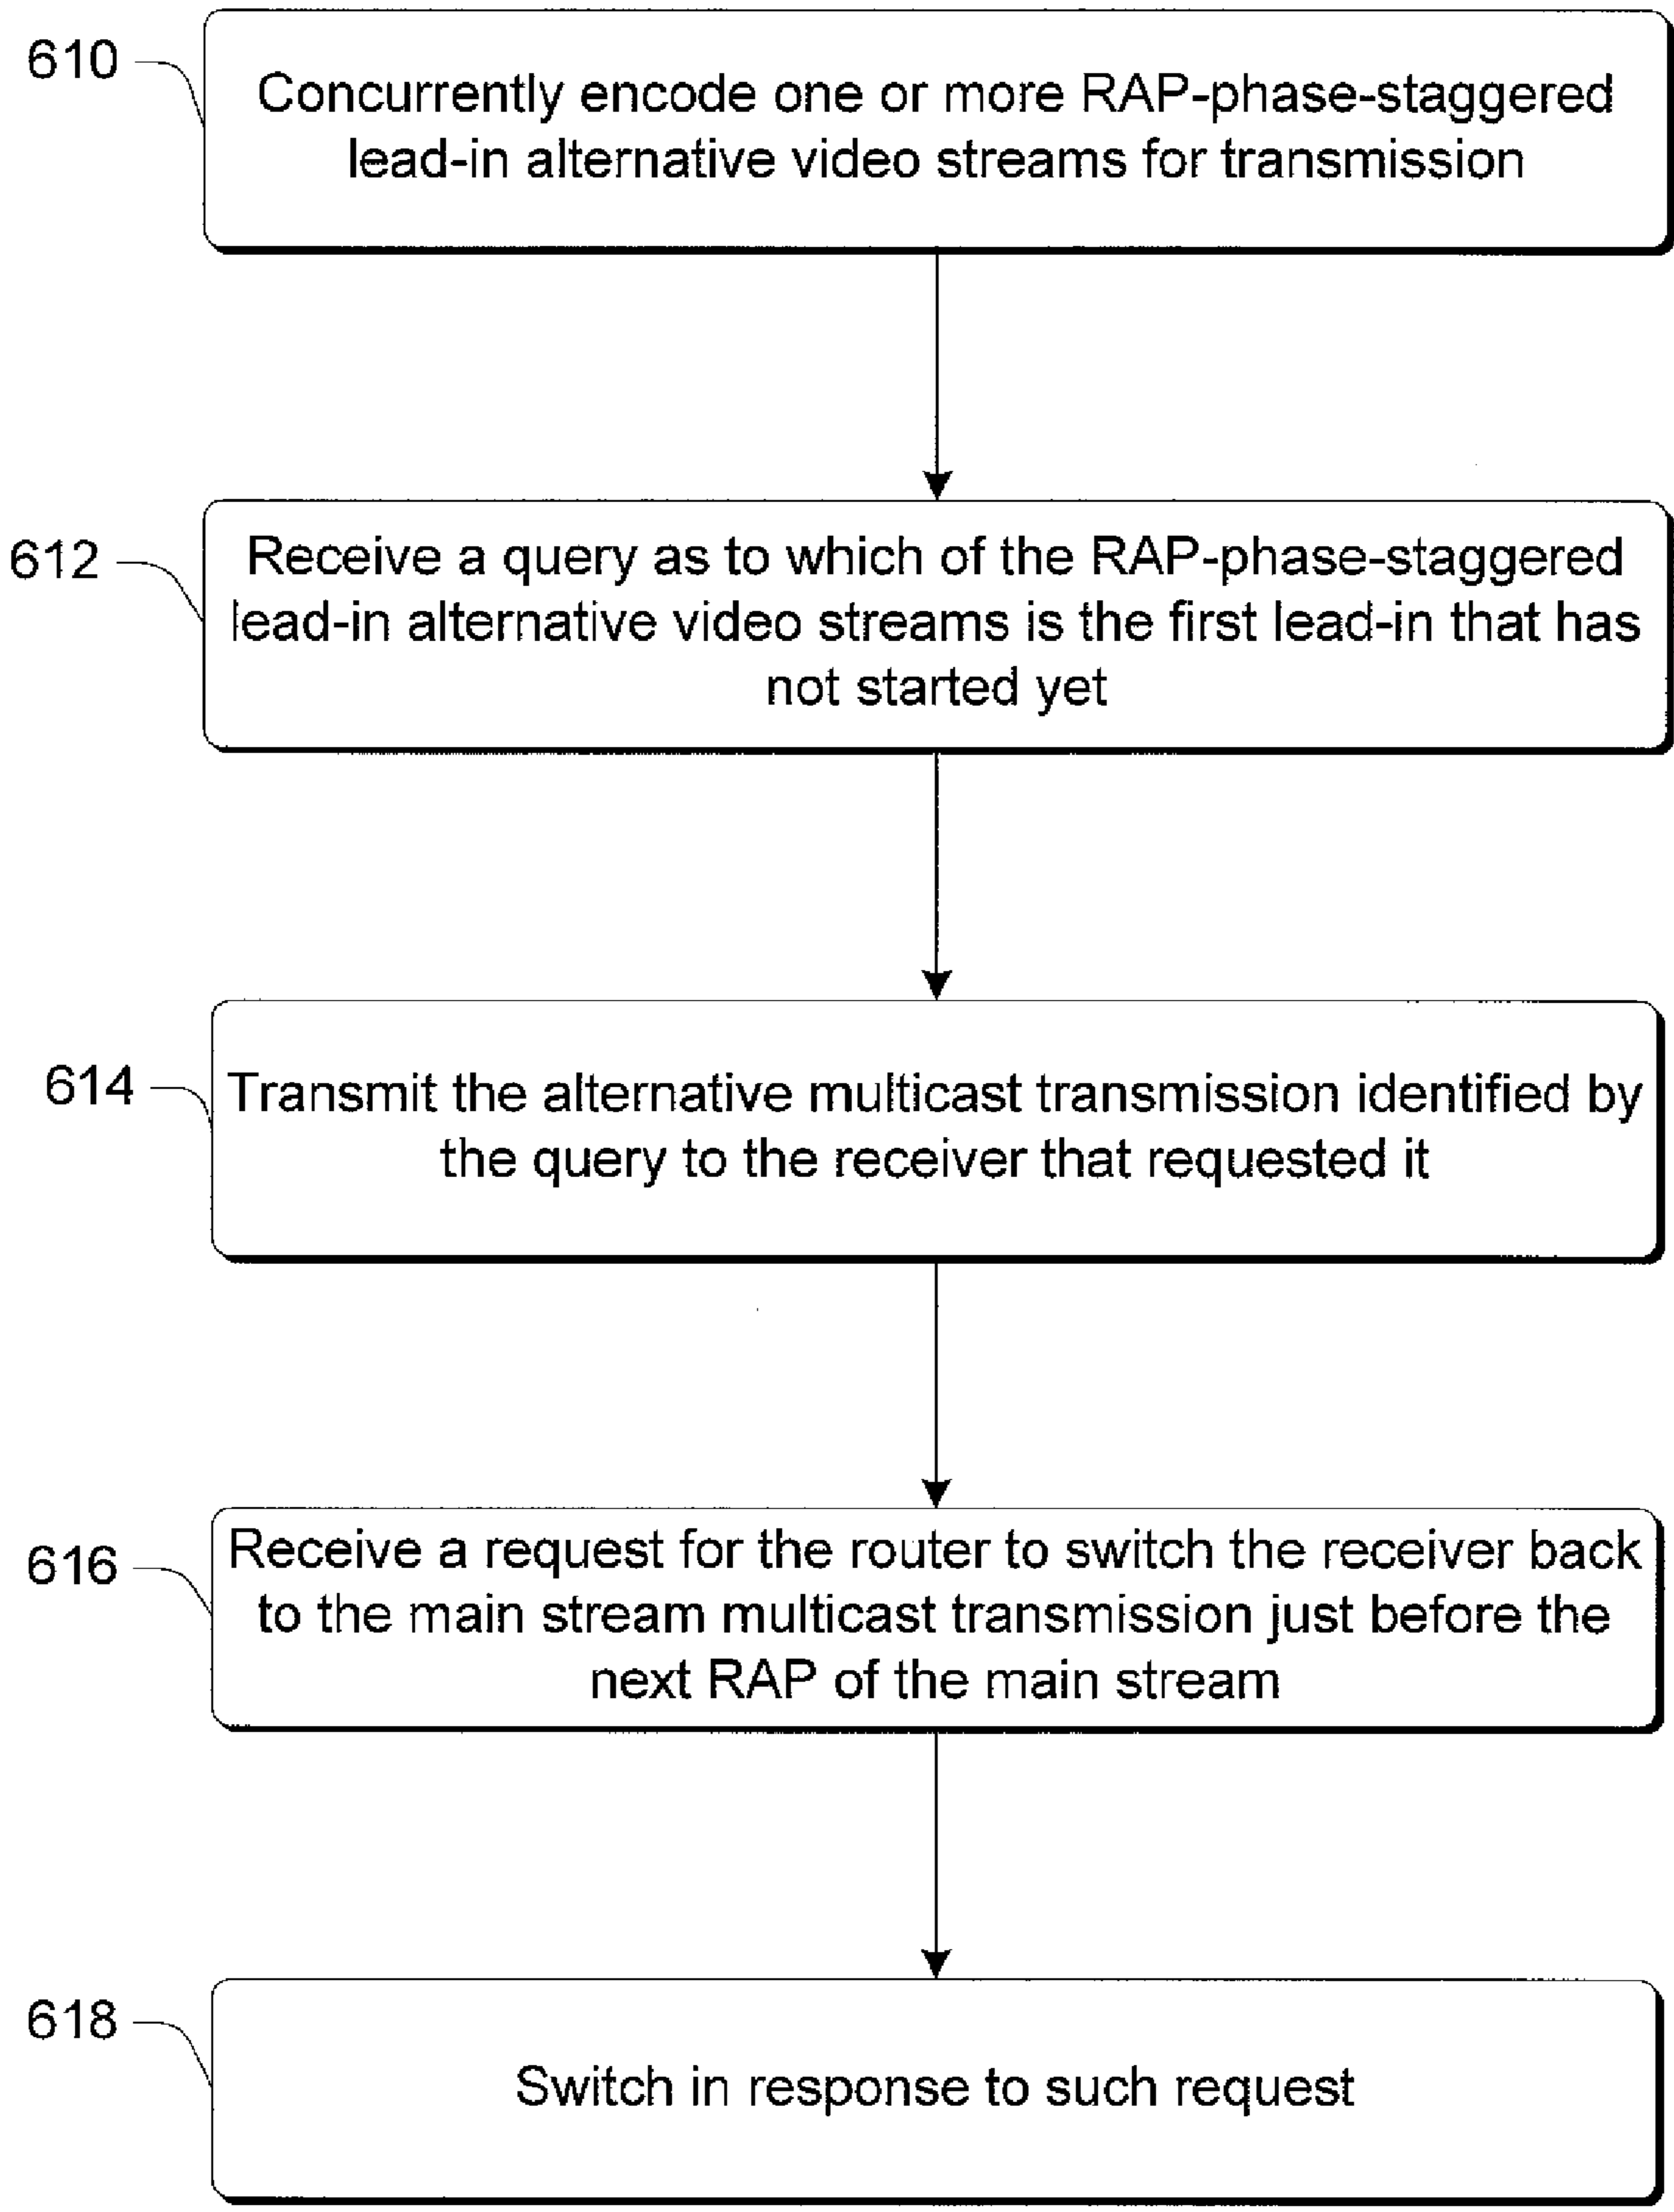 610
Concurrently encode one or more RAP-phase-staggered
lead-in alternative video streams for transmission
612
Receive a query as to which of the RAP-phase-staggered
lead-in alternative video streams is the first lead-in that has
not started yet
614
Transmit the alternative multicast transmission identified by
the query to the receiver that requested it
616
Receive a request for the router to switch the receiver back
to the main stream multicast transmission just before the
next RAP of the main stream
618
Switch in response to such request